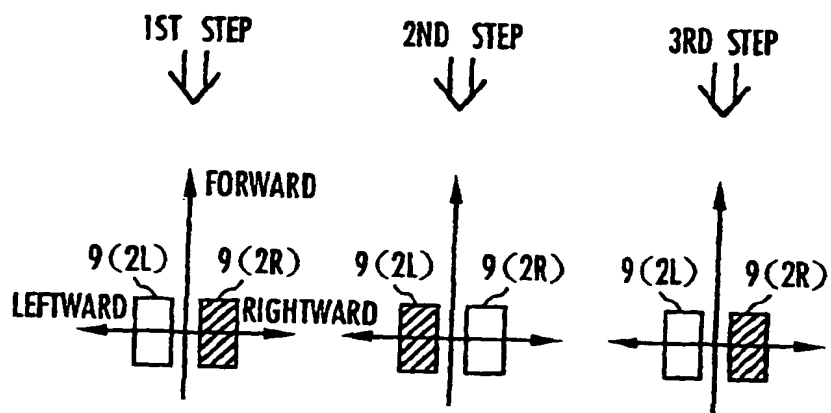 1ST STEP
2ND STEP
3RD STEP
FORWARD
9(2L)
9(2R)
9(2L)
9(2R)
9(2L)
9(2R)
LEFTWARD
RIGHTWARD